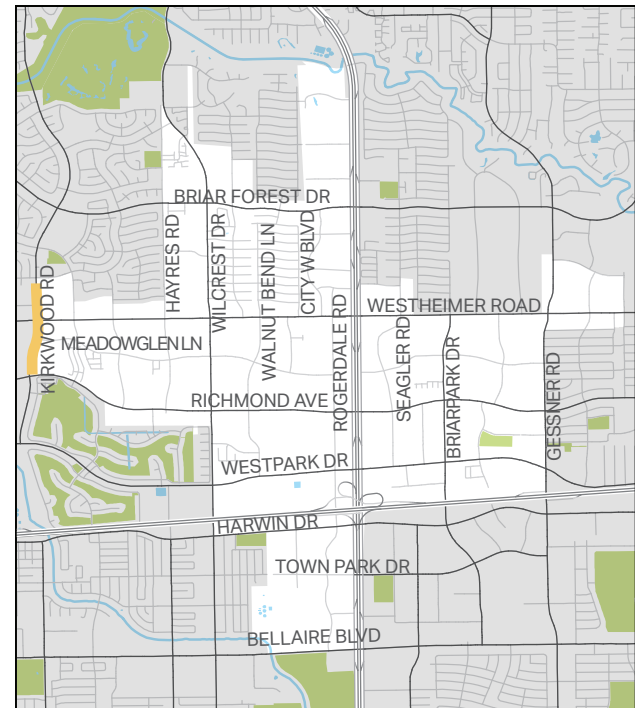 BRIAR FOREST DR
HAYRES RD
WILCREST DR
WALNUT BEND LN
CITY W BLVD
KIRKWOOD RD
ROGERDALE RD
WESTHEIMER ROAD
MEADOWGLEN LN
SEAGLER RD
BRIARPARK DR
GESSNER RD
RICHMOND AVE
WESTPARK DR
HARWIN DR
TOWN PARK DR
BELLAIRE BLVD